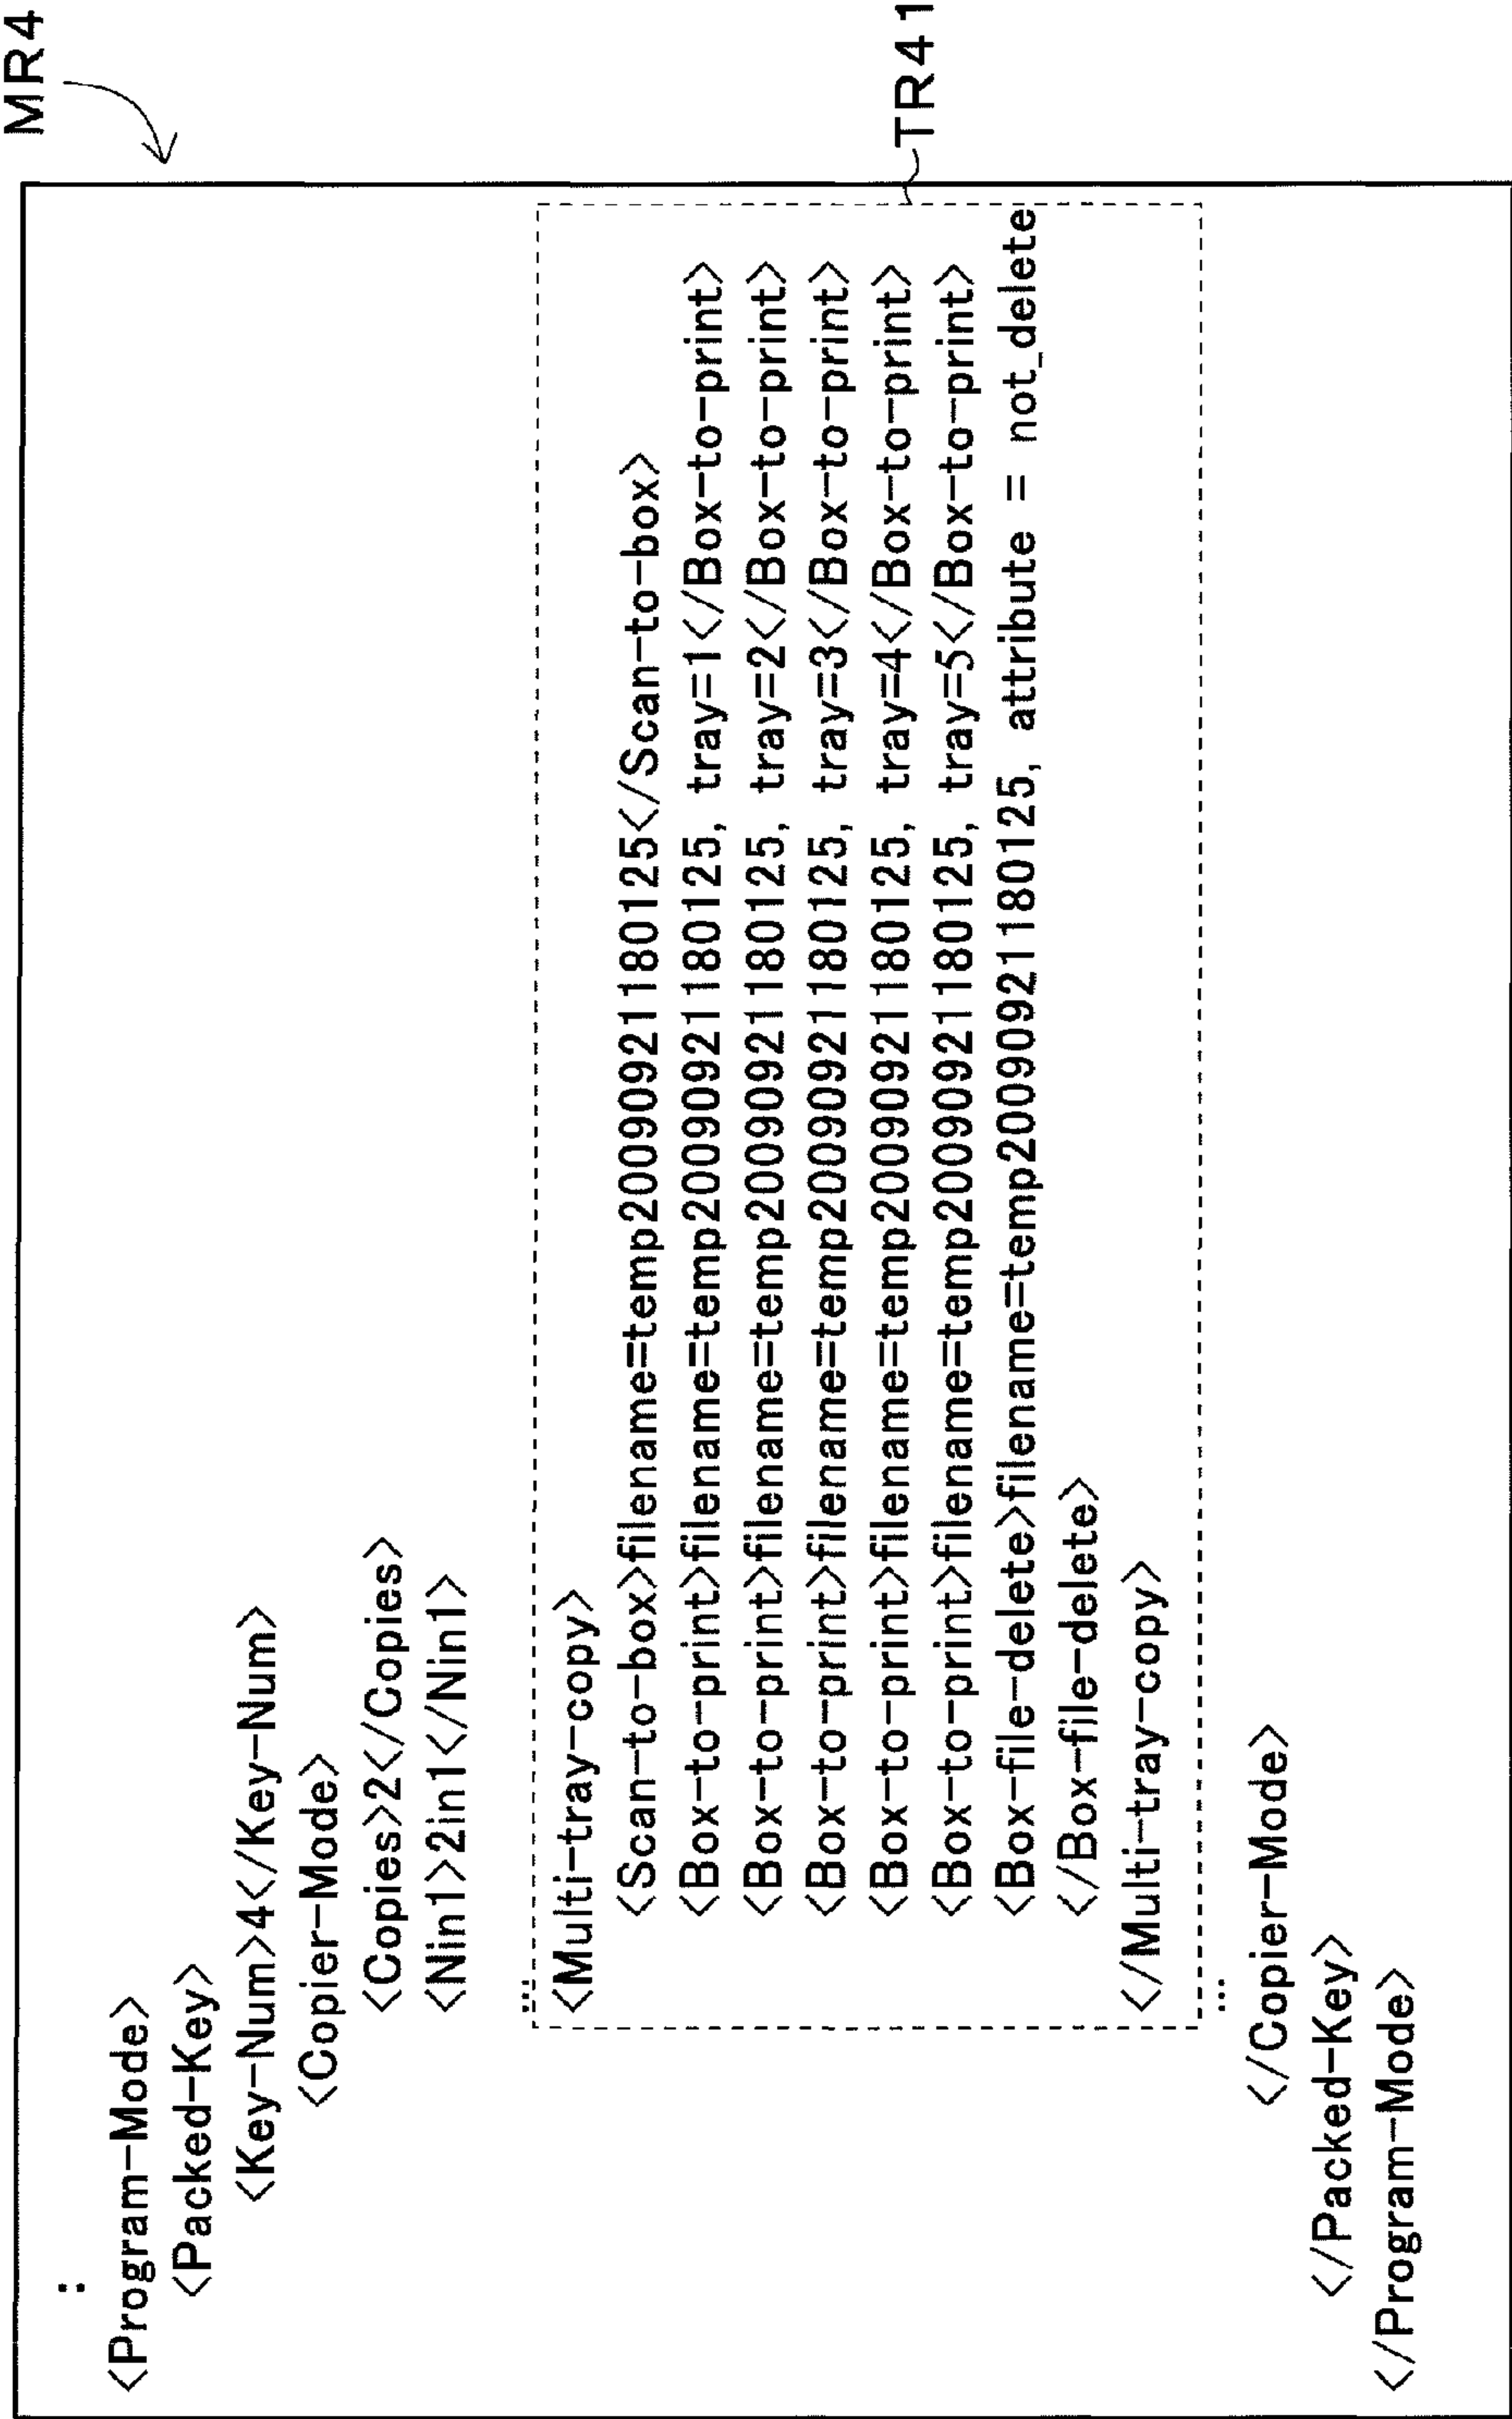 MR4
:
<Program-Mode>
<Packed-Key>
<Key-Num>4</Key-Num>
<Copier-Mode>
<Copies>2</Copies>
<Nin1>2in1</Nin1>
...
<Multi-tray-copy>
<Scan-to-box>filename=temp20090921180125</Scan-to-box>
<Box-to-print>filename=temp20090921180125, tray=1</Box-to-print>
<Box-to-print>filename=temp20090921180125, tray=2</Box-to-print>
<Box-to-print>filename=temp20090921180125, tray=3</Box-to-print>
<Box-to-print>filename=temp20090921180125, tray=4</Box-to-print>
<Box-to-print>filename=temp20090921180125, tray=5</Box-to-print>
<Box-file-delete>filename=temp20090921180125, attribute = not_delete
</Box-file-delete>
</Multi-tray-copy>
TR41
...
</Copier-Mode>
</Packed-Key>
</Program-Mode>